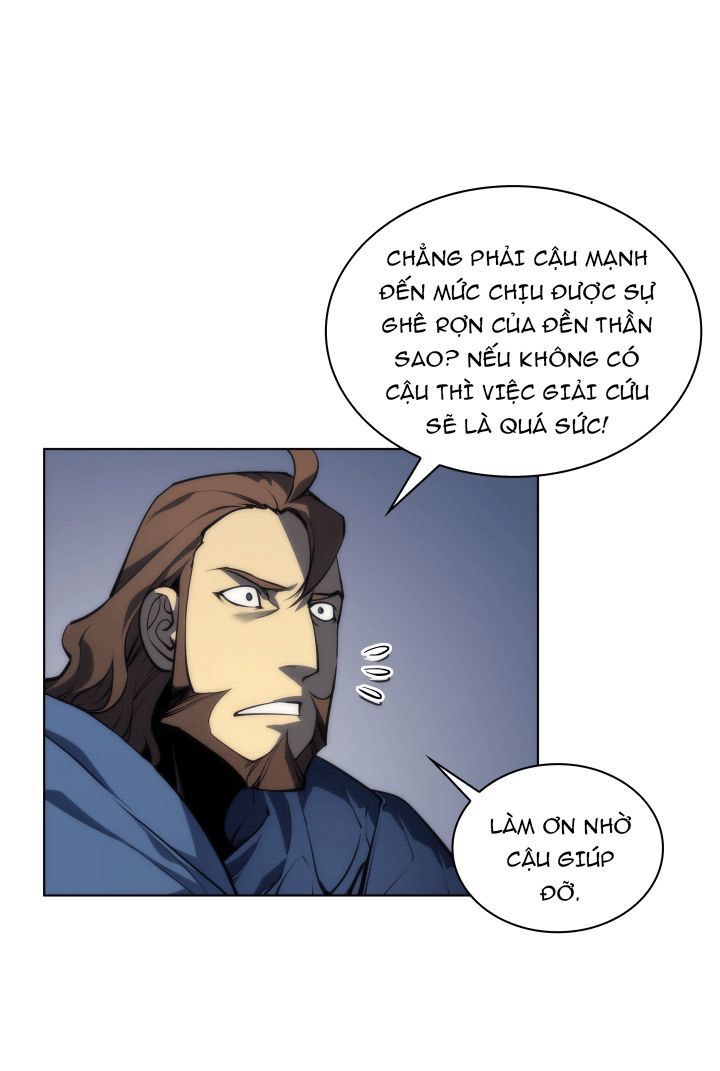 CHẲNG PHẢI CẬU MẠNH
ĐẾN MỨC CHỊU ĐƯỢC SỰ
GHÊ RỢN CỦA ĐỀN THẦN
SAO? NẾU KHÔNG CÓ
CẬU THÌ VIỆC GIẢI CỨU
SẼ LÀ QUÁ SỨC!
LÀM ƠN NHỜ
CẬU GIÚP
ĐỠ.